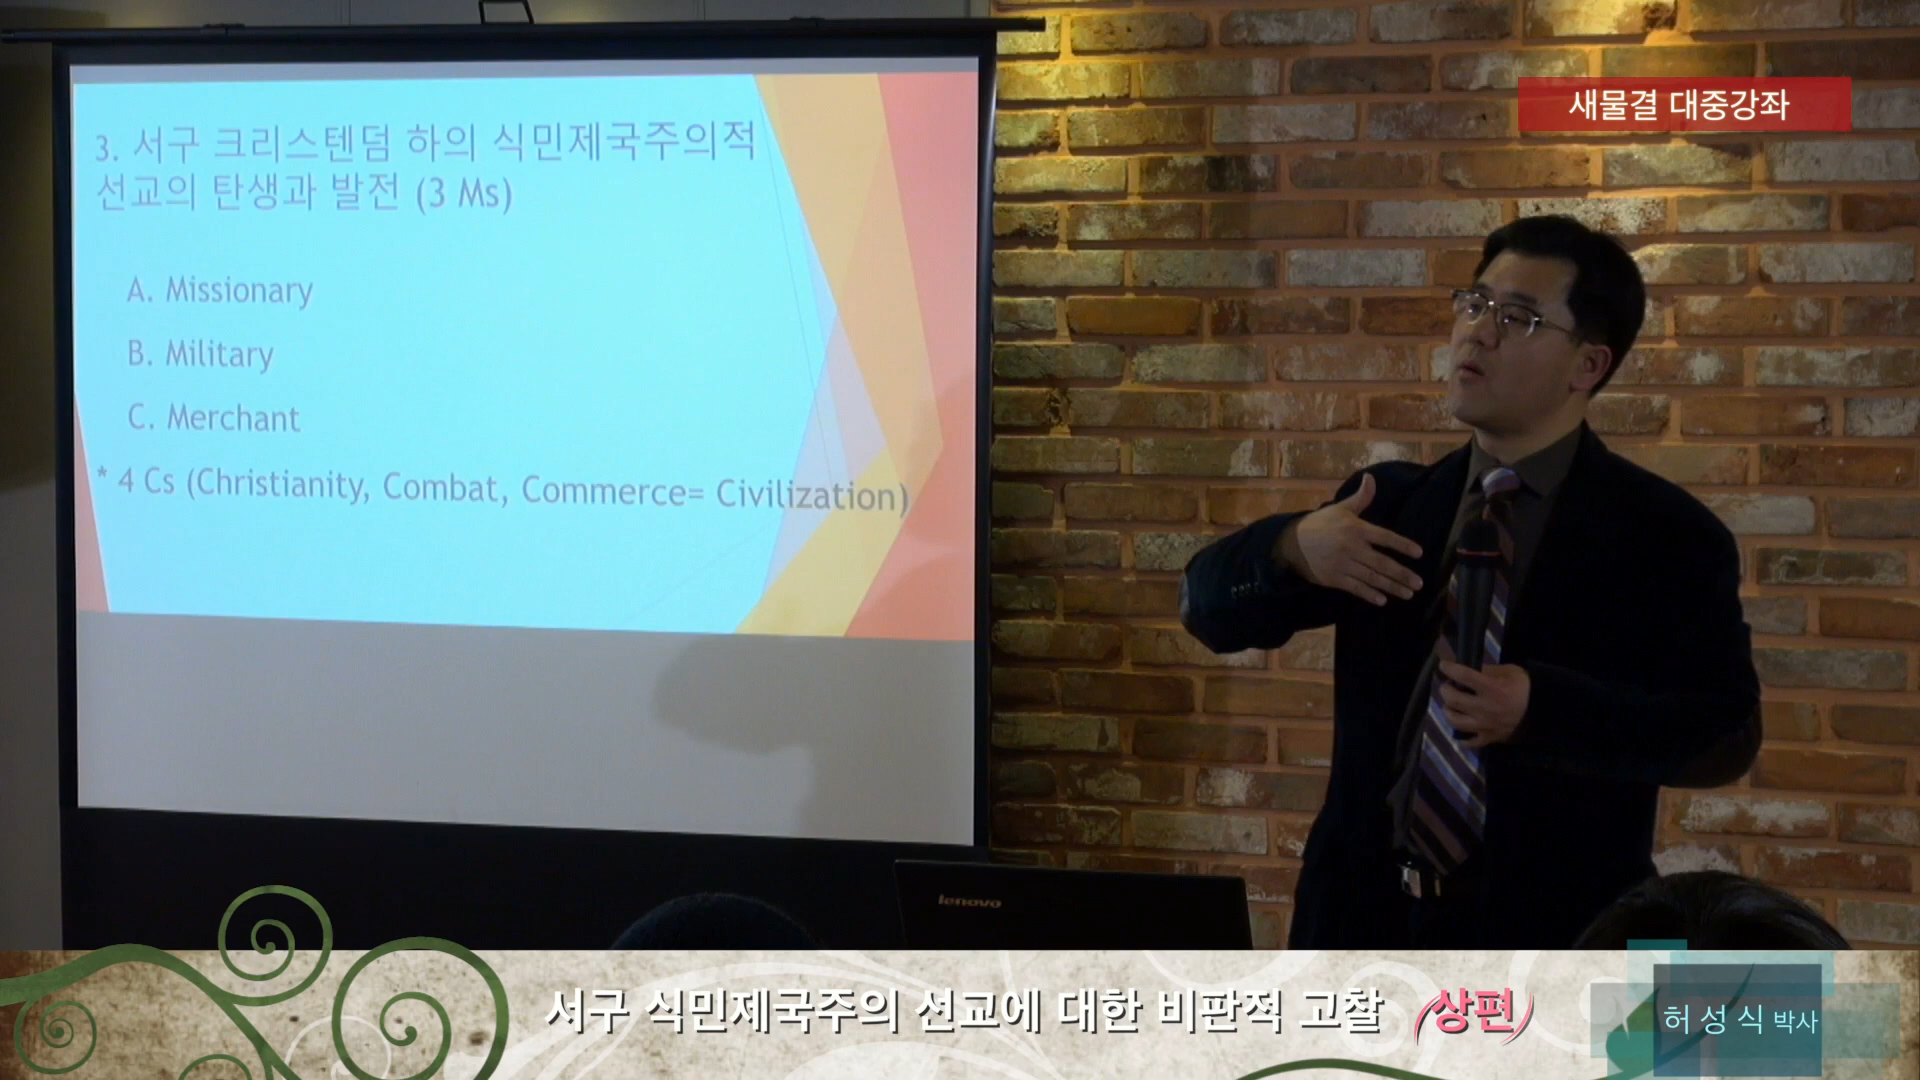 새물결 대중강좌
3. 서구 크리스텐덤 하의 식민제국주의적
선교의 탄생과 발전 (3 Ms)
A. Missionary
B. Military
C. Merchant
* 4 Cs (Christianity, Combat, Commerce= Civilization)
lenovo
서구 식민제국주의 선교에 대한 비판적 고찰 (상편)
허성식 박사